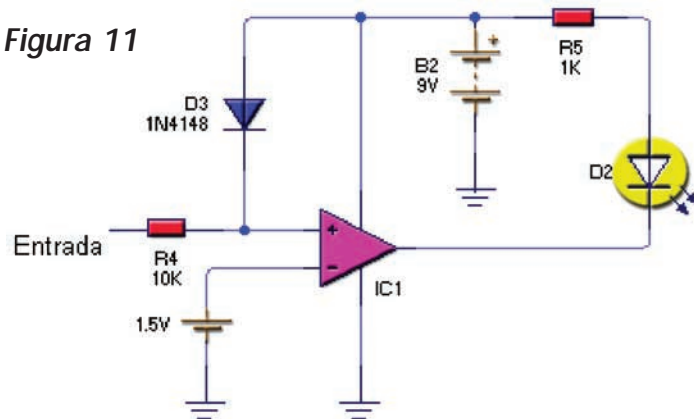 Figura 11
D3
1N4148
B2
9V
+
R5
1K
D2
Entrada
R4
10K
+
-
IC1
1.5V